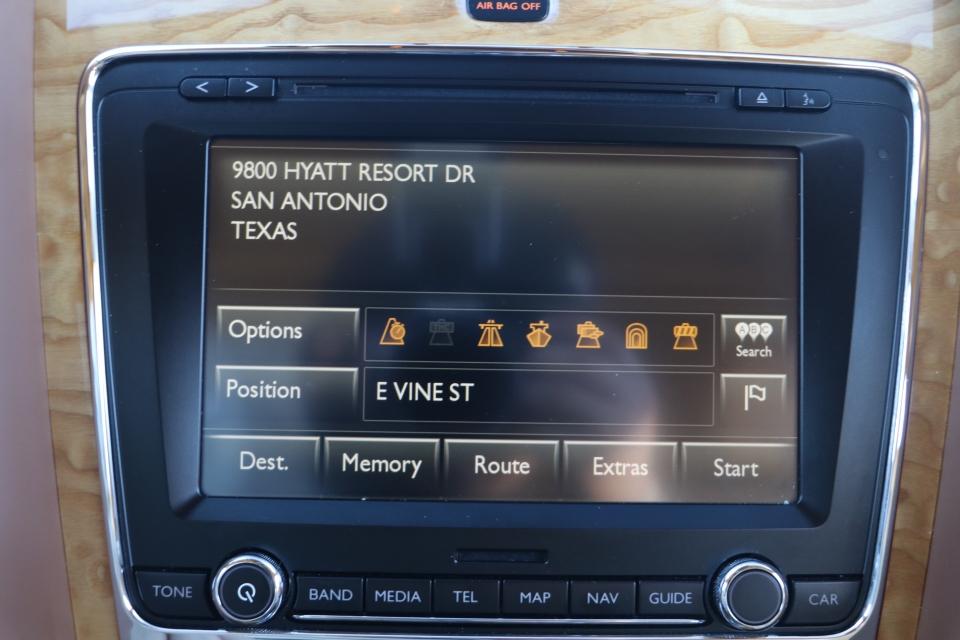 AIR BAG OFF
< >
9800 HYATT RESORT DR
SAN ANTONIO
TEXAS
Options
ABC
Search
Position
E VINE ST
Dest.
Memory
Route
Extras
Start
TONE
BAND
MEDIA
TEL
MAP
NAV
GUIDE
CAR